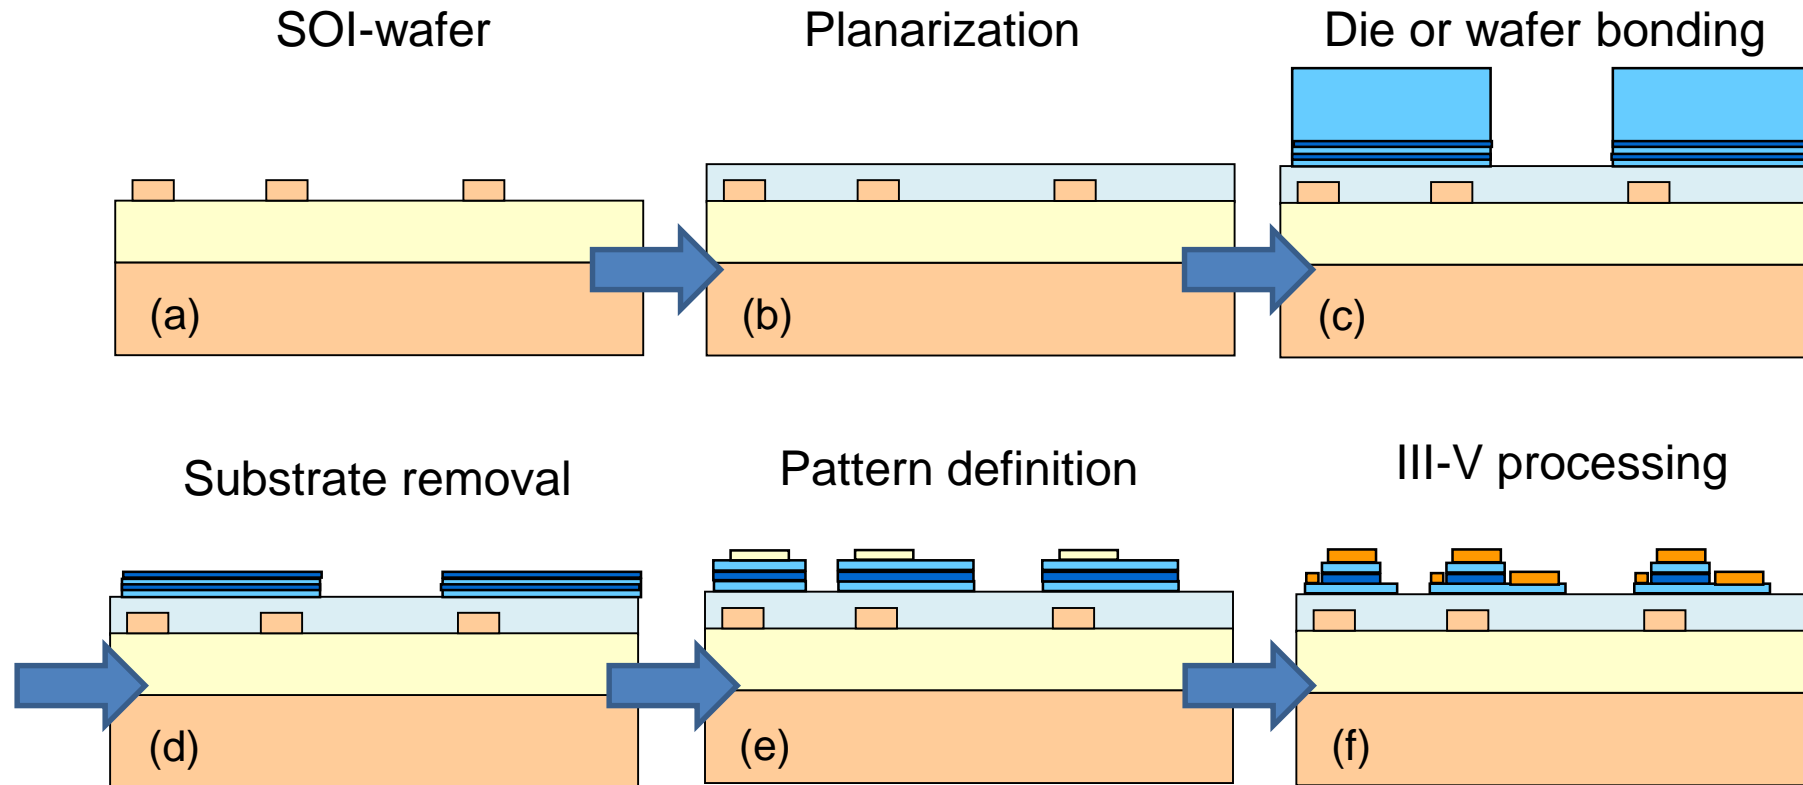 SOI-wafer
Planarization
Die or wafer bonding
(a)
(b)
(c)
Substrate removal
Pattern definition
III-V processing
(d)
(e)
(f)